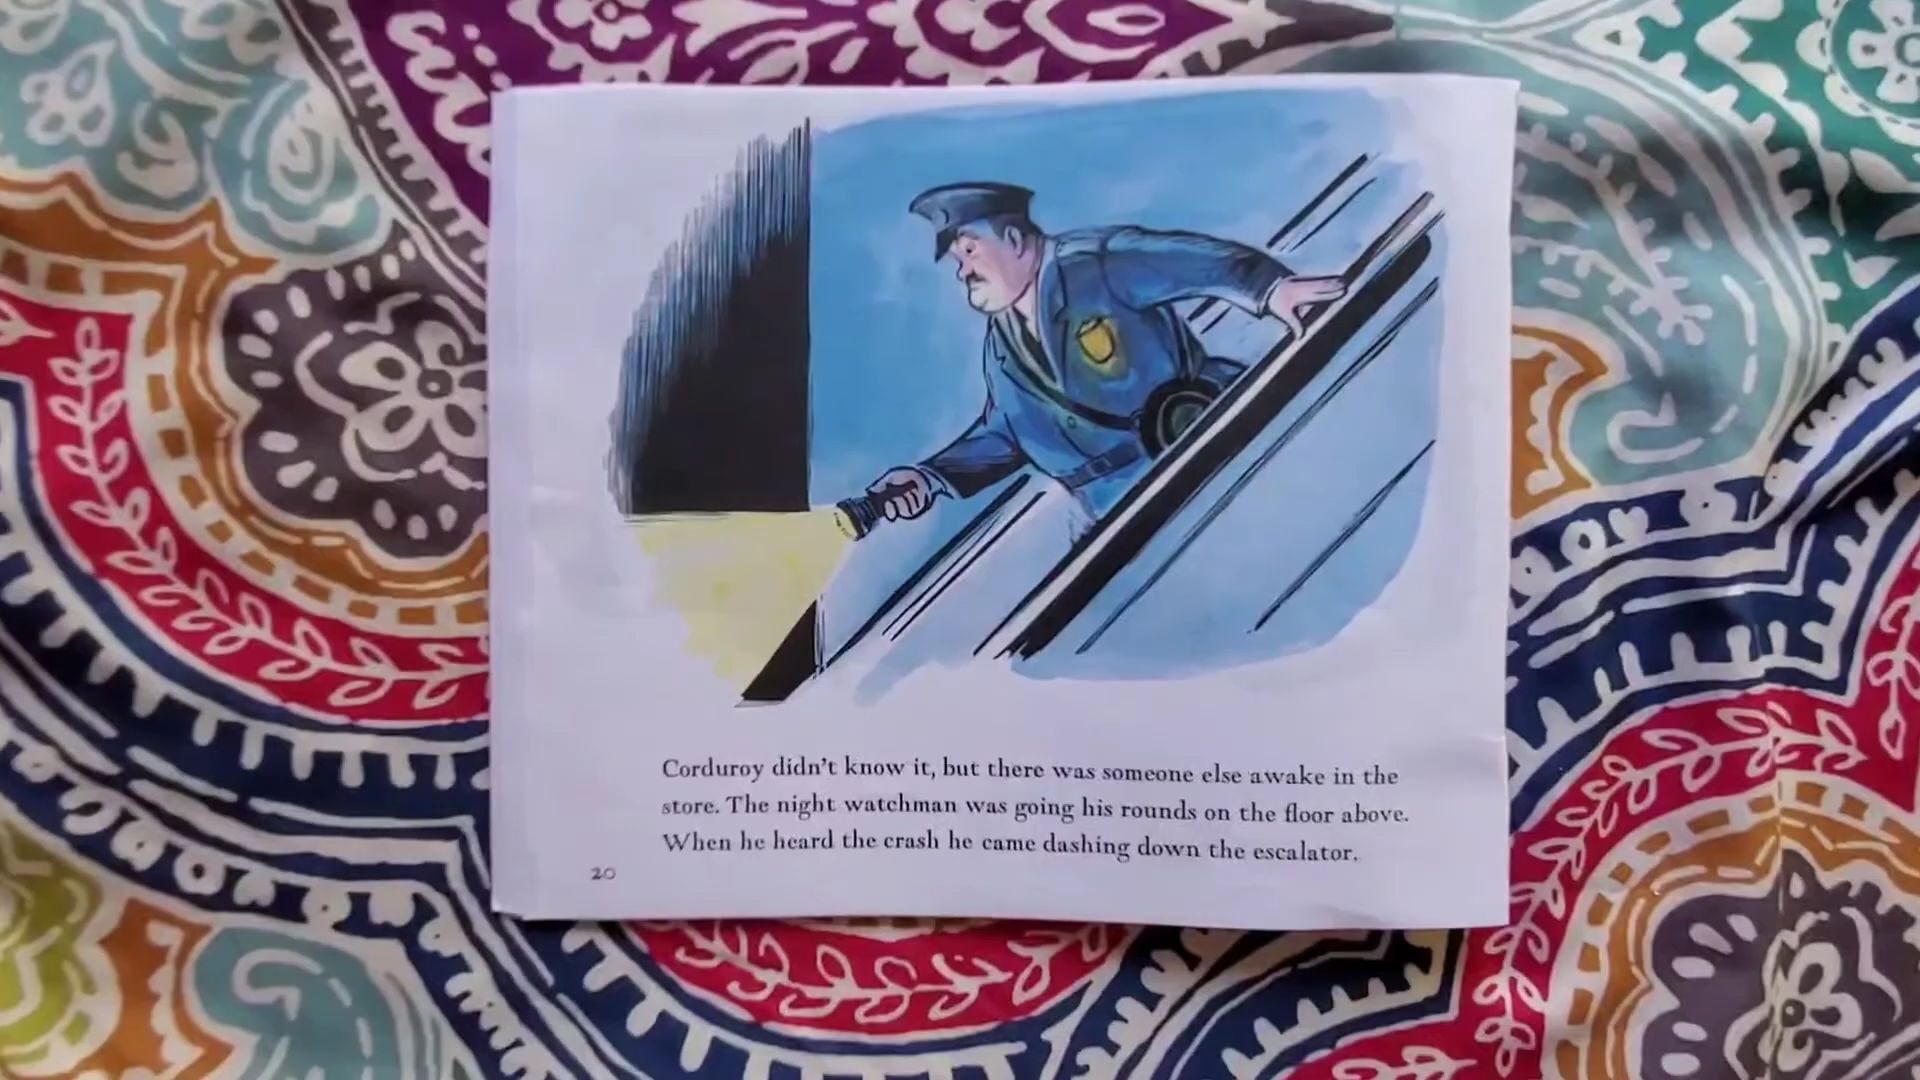 Corduroy didn't know it, but there was someone else awake in the
store. The night watchman was going his rounds on the floor above.
When he heard the crash he came dashing down the escalator.
20